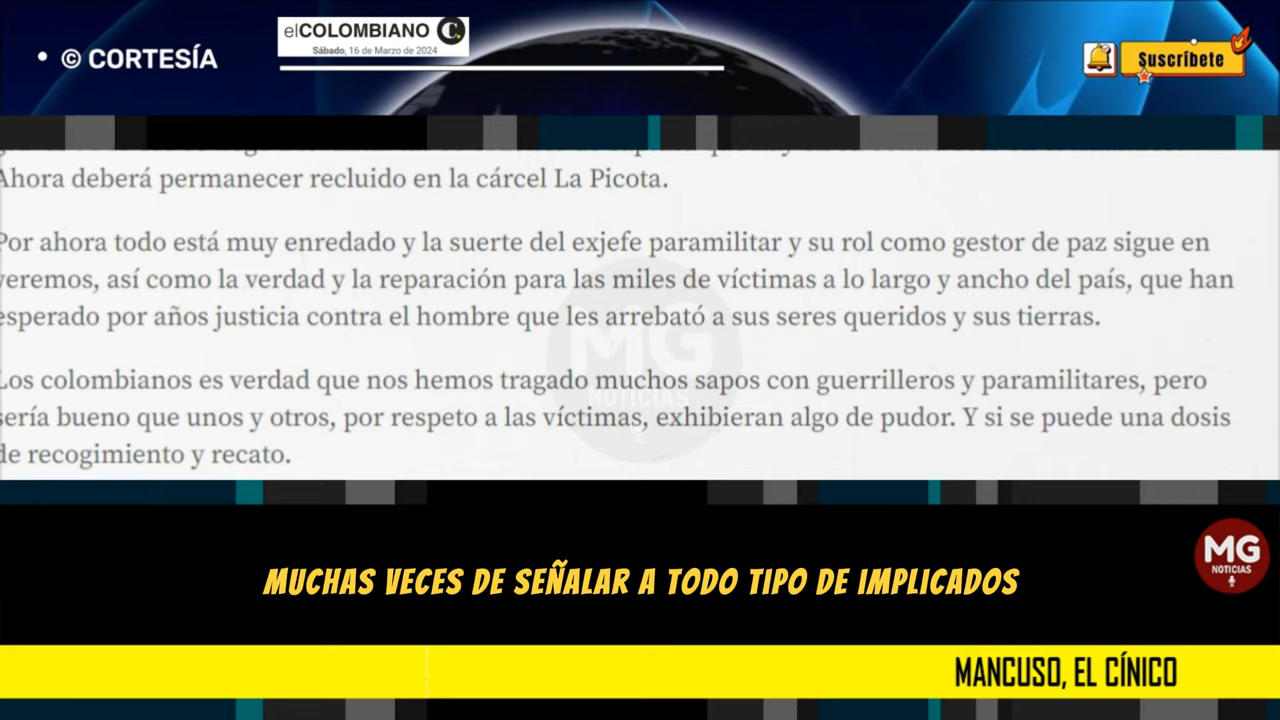 • © CORTESÍA
elCOLOMBIANO C
Sábado, 16 de Marzo de 2024
Suscríbete
Ahora deberá permanecer recluido en la cárcel La Picota.
Por ahora todo está muy enredado y la suerte del exjefe paramilitar y su rol como gestor de paz sigue en
veremos, así como la verdad y la reparación para las miles de víctimas a lo largo y ancho del país, que han
esperado por años justicia contra el hombre que les arrebató a sus seres queridos y sus tierras.
Los colombianos es verdad que nos hemos tragado muchos sapos con guerrilleros y paramilitares, pero
sería bueno que unos y otros, por respeto a las víctimas, exhibieran algo de pudor. Y si se puede una dosis
de recogimiento y recato.
MG
NOTICIAS
MUCHAS VECES DE SEÑALAR A TODO TIPO DE IMPLICADOS
MG
NOTICIAS
MANCUSO, EL CÍNICO